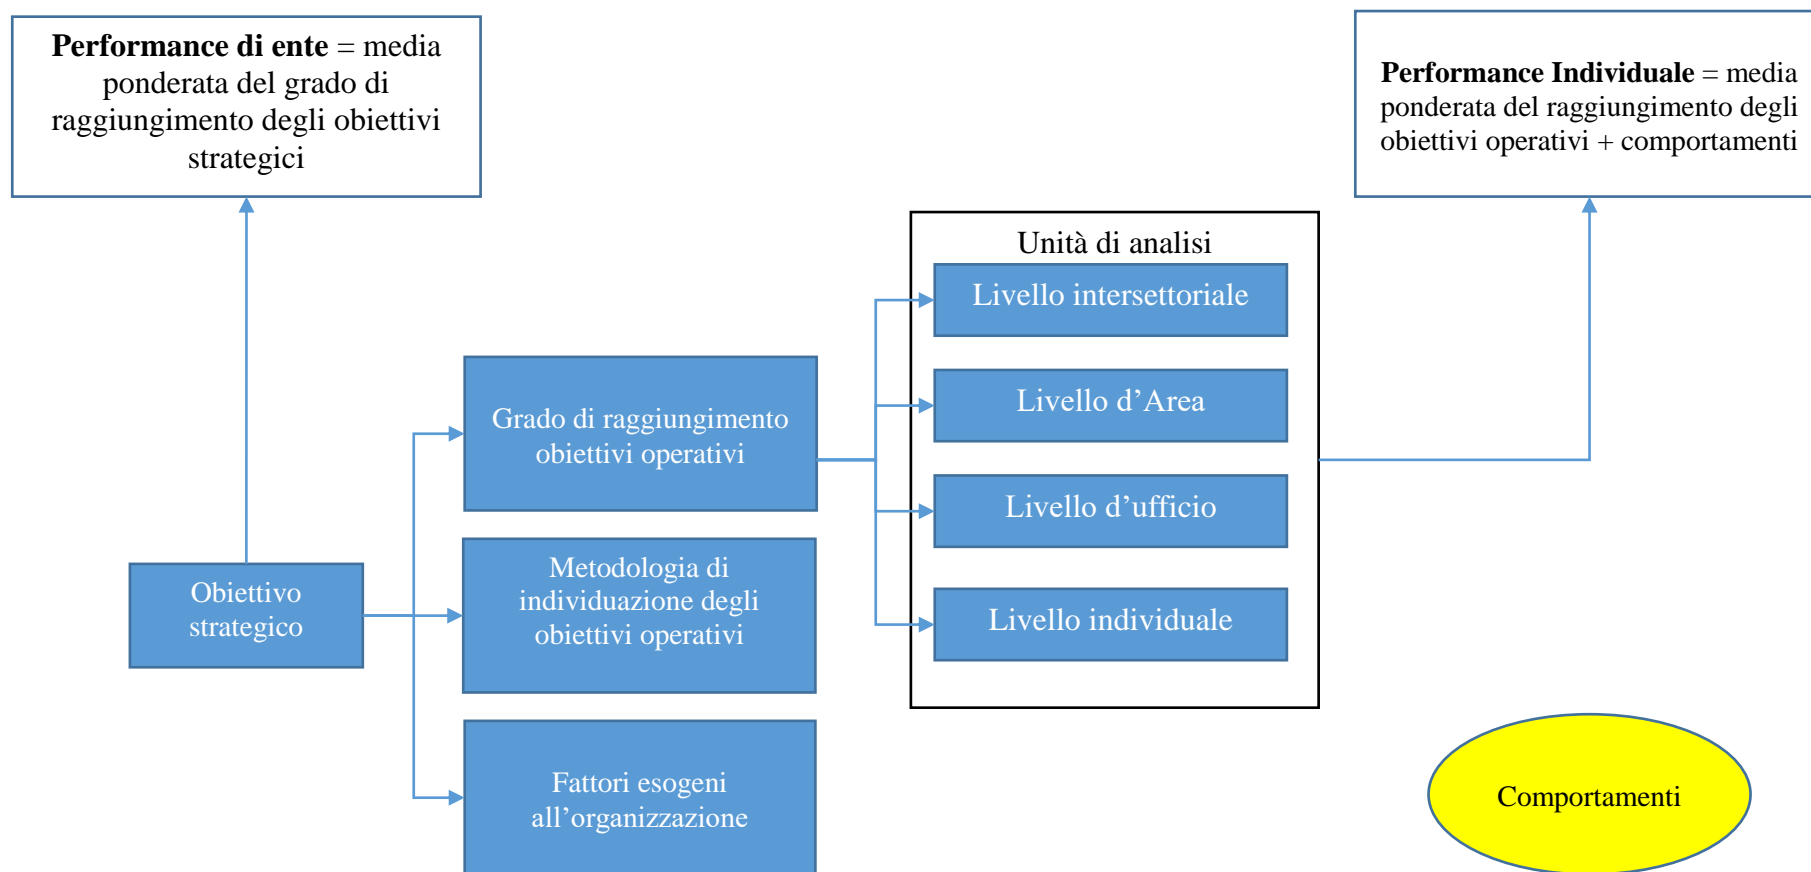 Performance di ente = media
ponderata del grado di
raggiungimento degli obiettivi
strategici
Performance Individuale = media
ponderata del raggiungimento degli
obiettivi operativi + comportamenti
Unità di analisi
Livello intersettoriale
Livello d’Area
Livello d’ufficio
Livello individuale
Grado di raggiungimento
obiettivi operativi
Metodologia di
individuazione degli
obiettivi operativi
Obiettivo
strategico
Fattori esogeni
all’organizzazione
Comportamenti